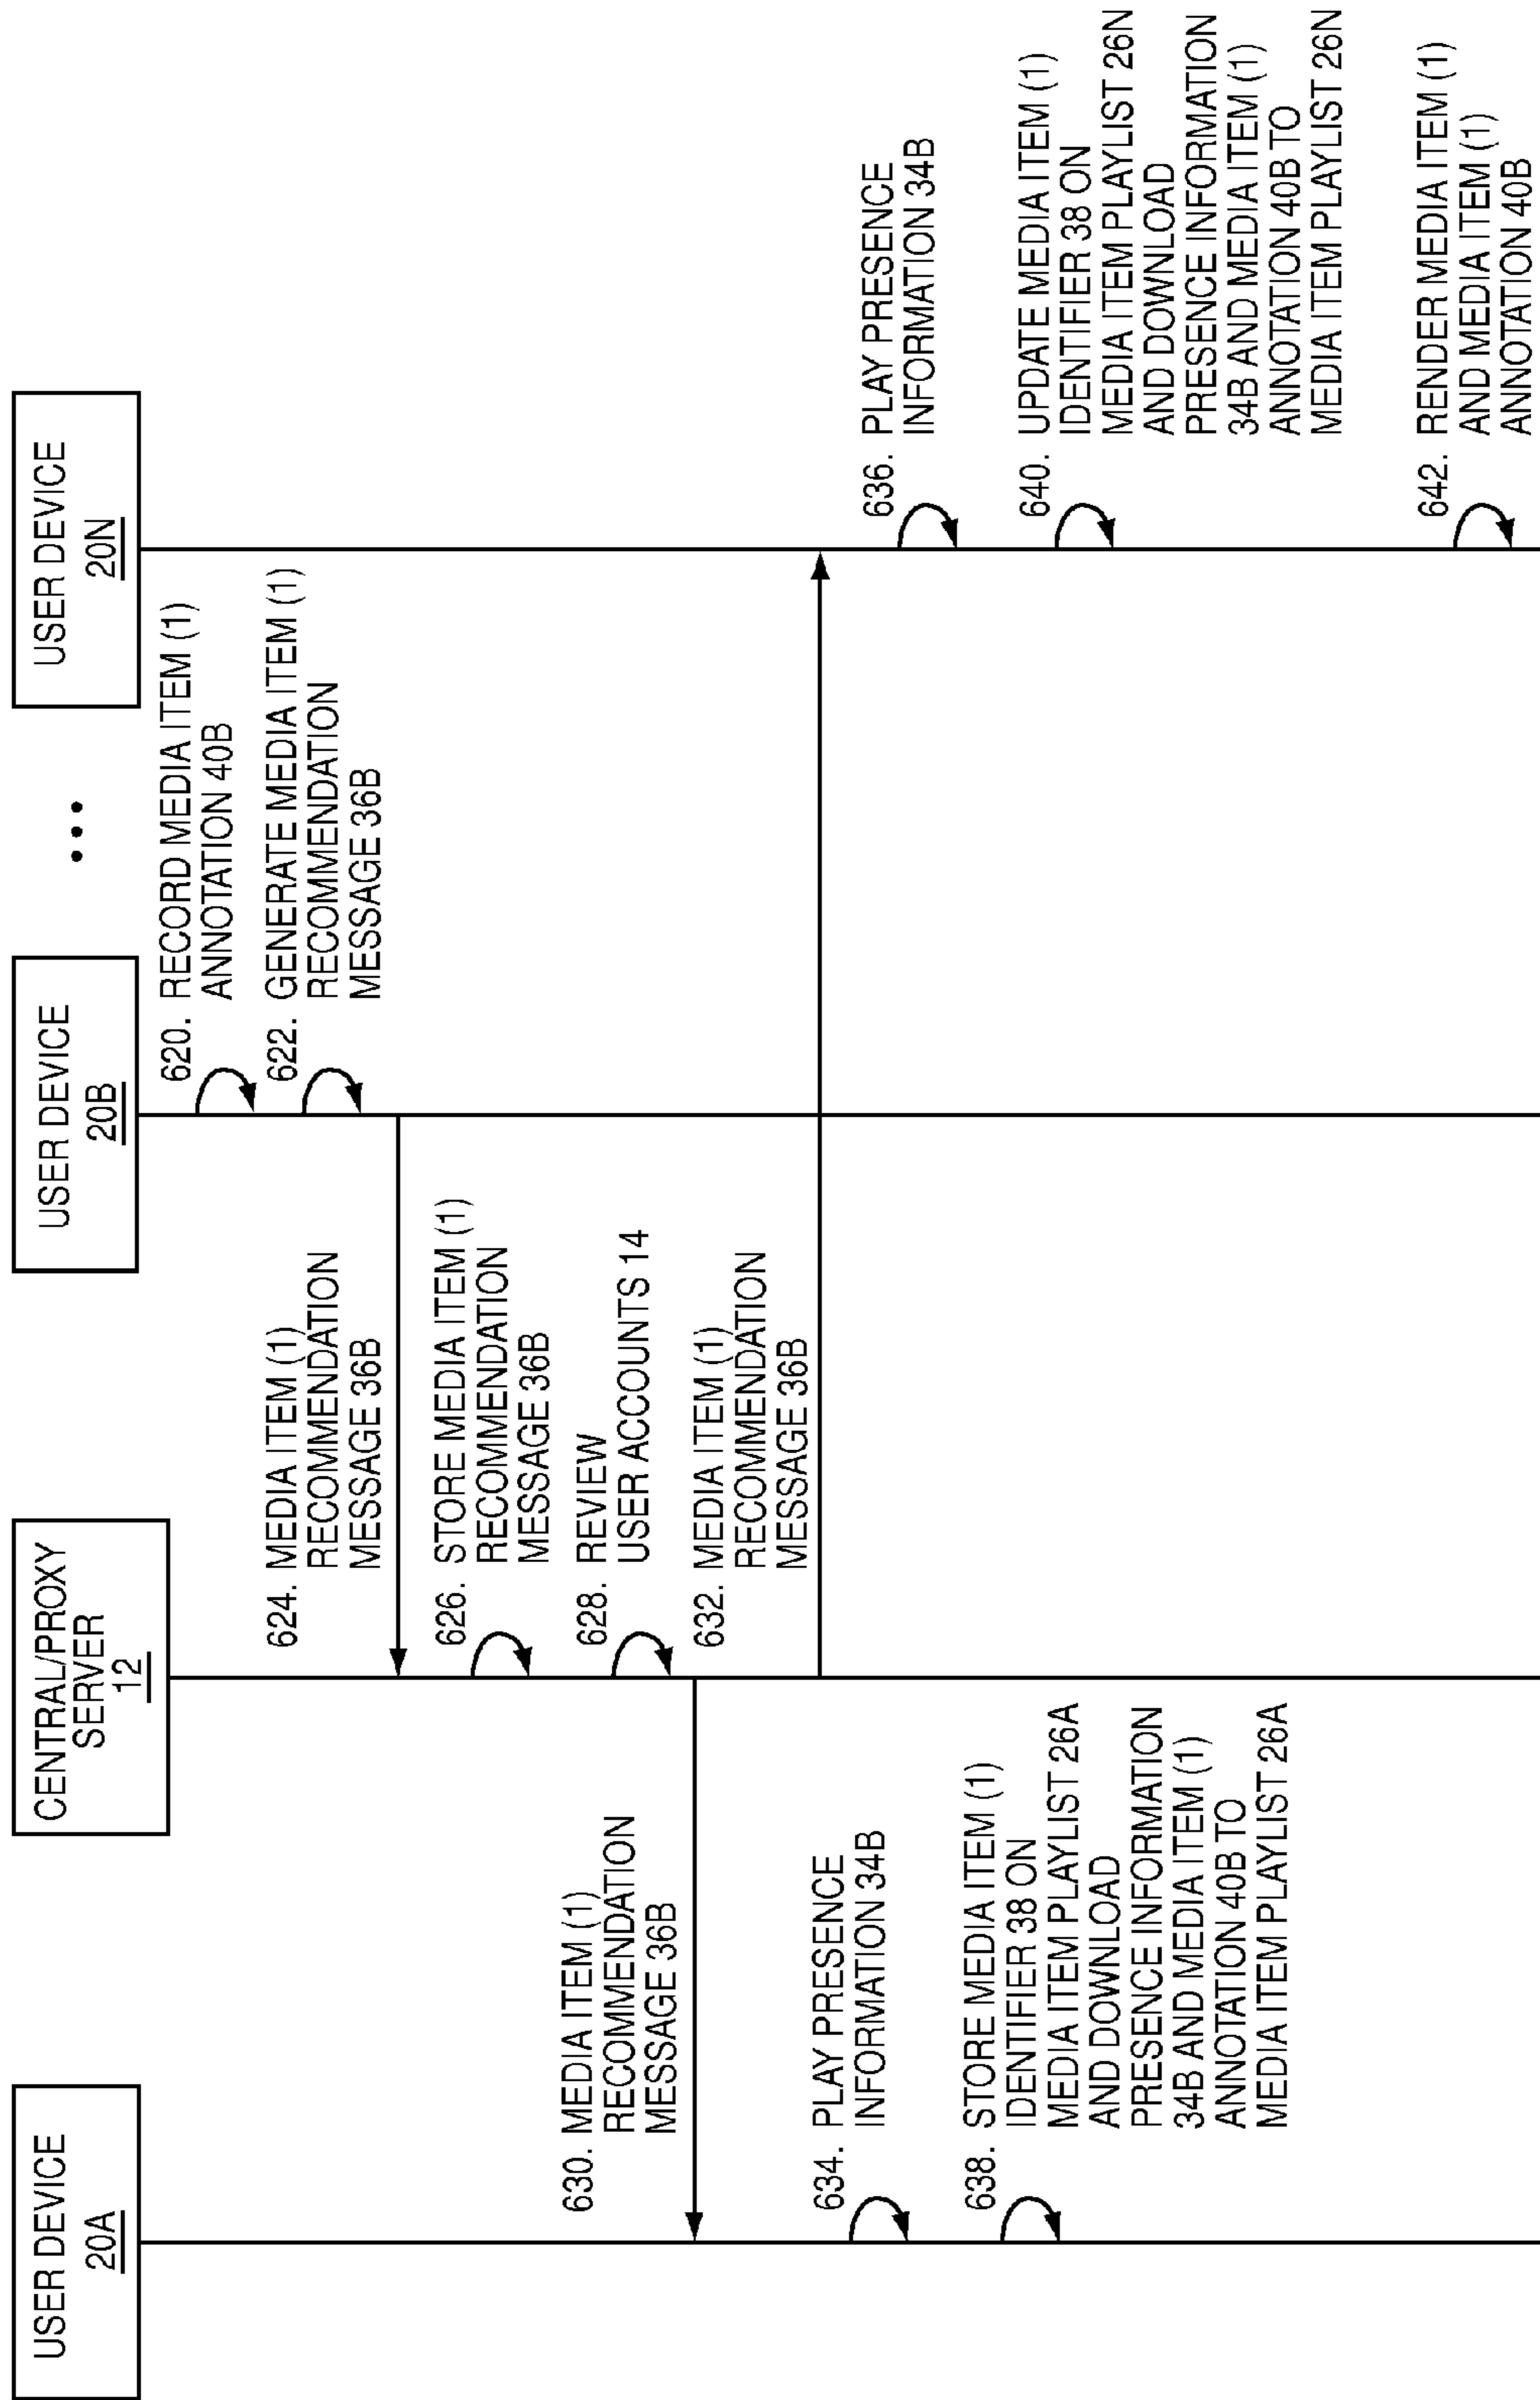 USER DEVICE
20A
CENTRAL/PROXY
SERVER
12
USER DEVICE
20B
...
USER DEVICE
20N
620. RECORD MEDIA ITEM (1)
ANNOTATION 40B
622. GENERATE MEDIA ITEM (1)
RECOMMENDATION
MESSAGE 36B
624. MEDIA ITEM (1)
RECOMMENDATION
MESSAGE 36B
626. STORE MEDIA ITEM (1)
RECOMMENDATION
MESSAGE 36B
628. REVIEW
USER ACCOUNTS 14
630. MEDIA ITEM (1)
RECOMMENDATION
MESSAGE 36B
632. MEDIA ITEM (1)
RECOMMENDATION
MESSAGE 36B
634. PLAY PRESENCE
INFORMATION 34B
636. PLAY PRESENCE
INFORMATION 34B
638. STORE MEDIA ITEM (1)
IDENTIFIER 38 ON
MEDIA ITEM PLAYLIST 26A
AND DOWNLOAD
PRESENCE INFORMATION
34B AND MEDIA ITEM (1)
ANNOTATION 40B TO
MEDIA ITEM PLAYLIST 26A
640. UPDATE MEDIA ITEM (1)
IDENTIFIER 38 ON
MEDIA ITEM PLAYLIST 26N
AND DOWNLOAD
PRESENCE INFORMATION
34B AND MEDIA ITEM (1)
ANNOTATION 40B TO
MEDIA ITEM PLAYLIST 26N
642. RENDER MEDIA ITEM (1)
AND MEDIA ITEM (1)
ANNOTATION 40B